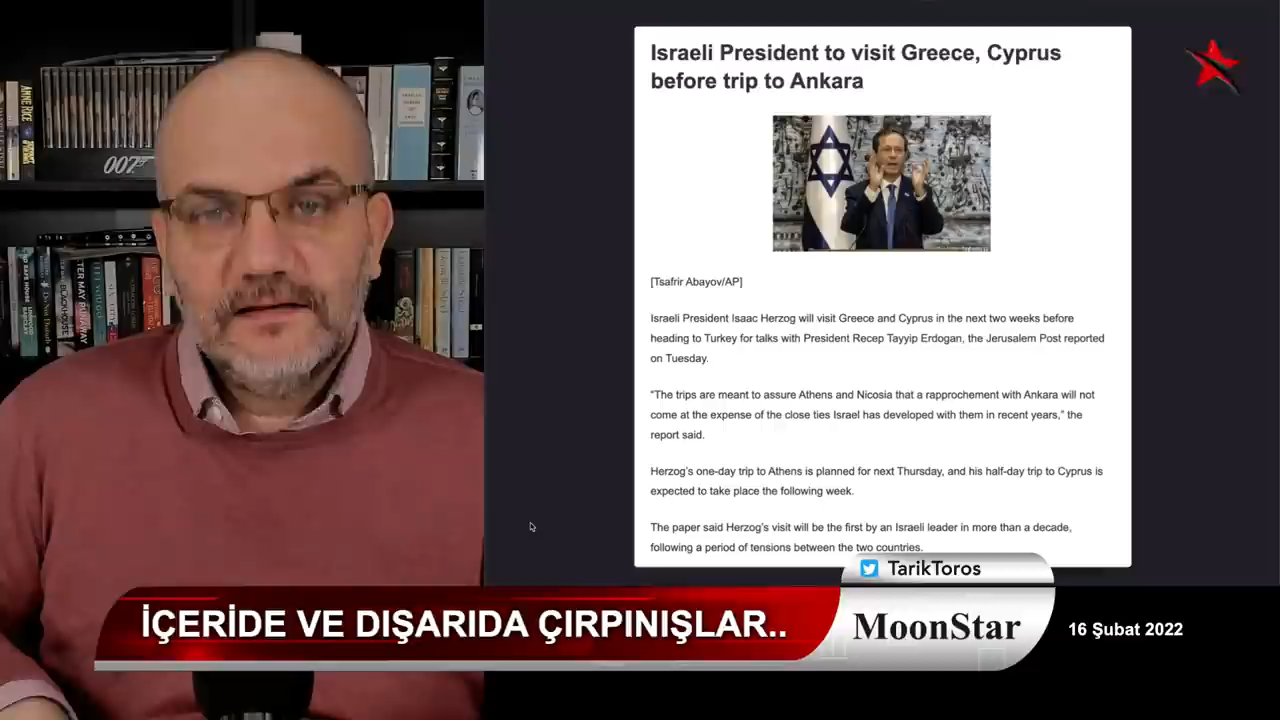 Israeli President to visit Greece, Cyprus
before trip to Ankara
[Tsafrir Abayov/AP]
Israeli President Isaac Herzog will visit Greece and Cyprus in the next two weeks before
heading to Turkey for talks with President Recep Tayyip Erdogan, the Jerusalem Post reported
on Tuesday.
"The trips are meant to assure Athens and Nicosia that a rapprochement with Ankara will not
come at the expense of the close ties Israel has developed with them in recent years," the
report said.
Herzog's one-day trip to Athens is planned for next Thursday, and his half-day trip to Cyprus is
expected to take place the following week.
The paper said Herzog's visit will be the first by an Israeli leader in more than a decade,
following a period of tensions between the two countries.
ANNE RICE
007
TarikToros
İÇERİDE VE DIŞARIDA ÇIRPINIŞLAR..
MoonStar
16 Şubat 2022